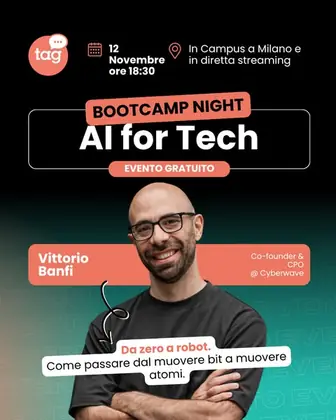 tag
12
Novembre
ore 18:30
In Campus a Milano e
in diretta streaming
BOOTCAMP NIGHT
AI for Tech
EVENTO GRATUITO
Vittorio
Banfi
Co-founder &
CPO
@ Cyberwave
Da zero a robot.
Come passare dal muovere bit a muovere
atomi.